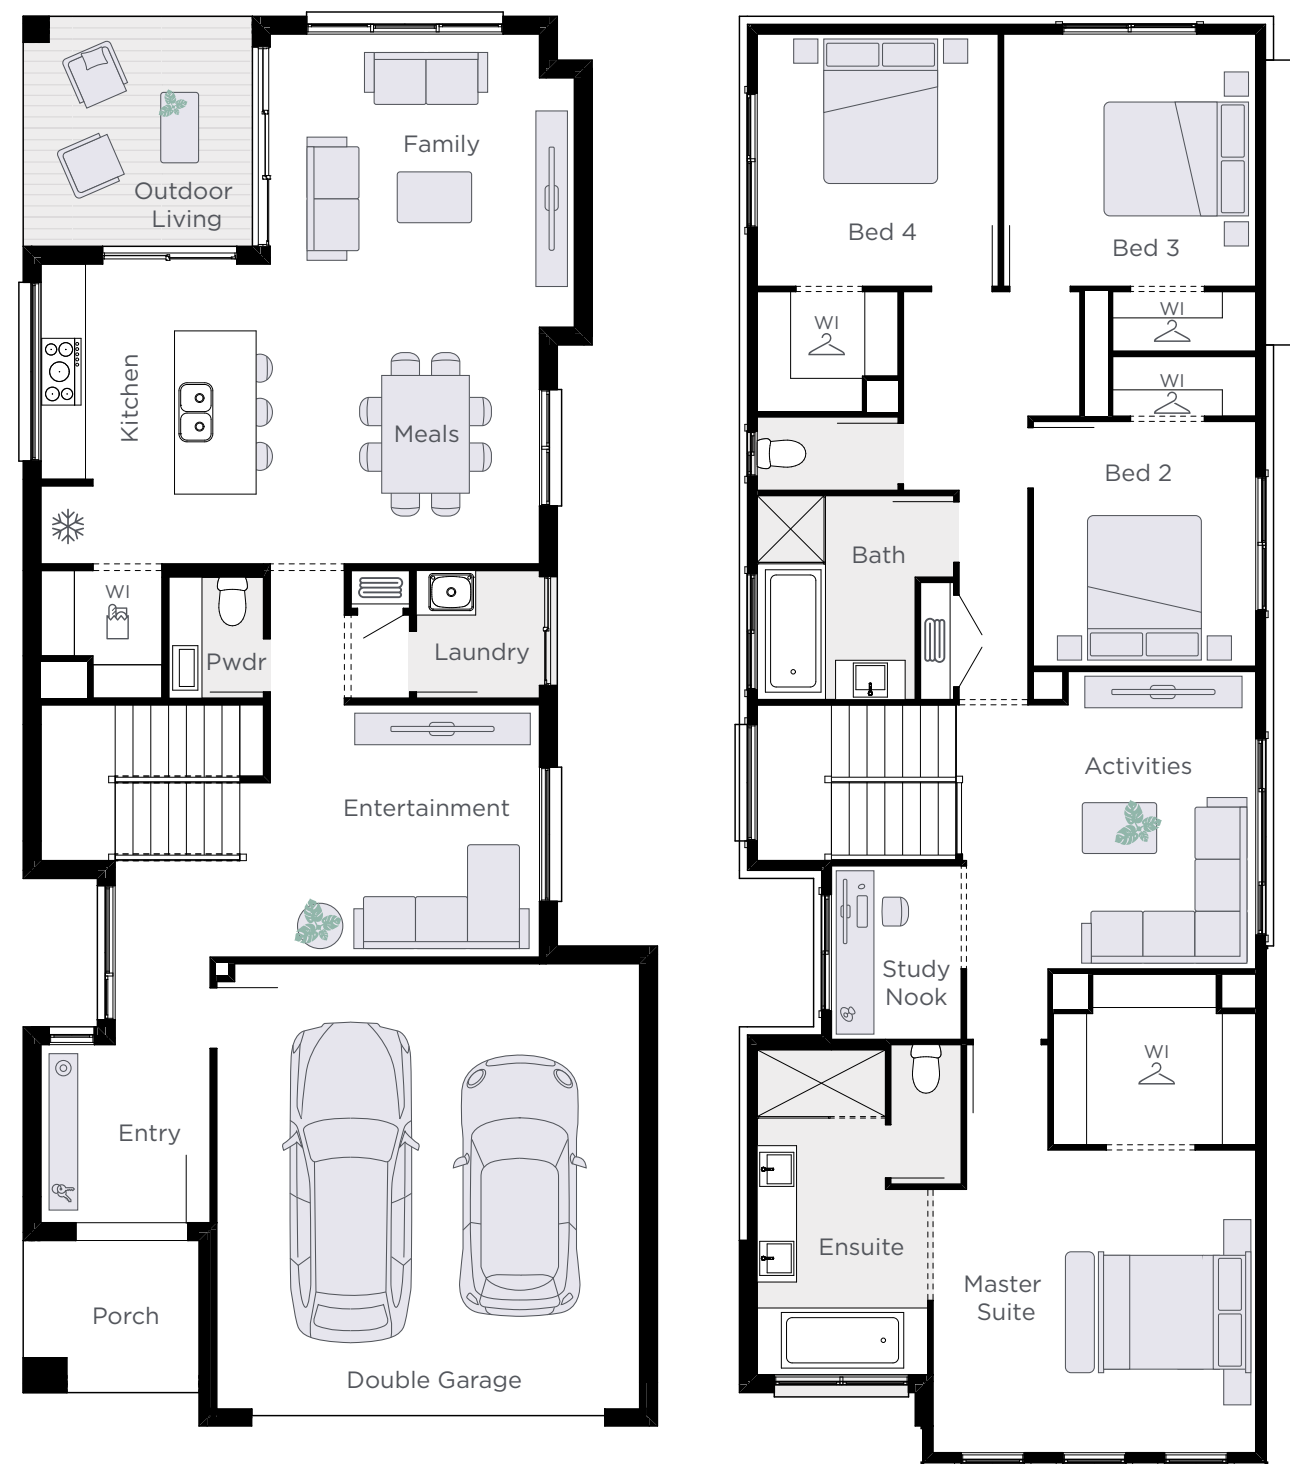 Outdoor
Living
Family
Kitchen
Meals
WI
Pwdr
Laundry
Entertainment
Entry
Porch
Double Garage
Bed 4
Bed 3
WI
WI
WI
Bed 2
Bath
Activities
Study
Nook
WI
Ensuite
Master
Suite